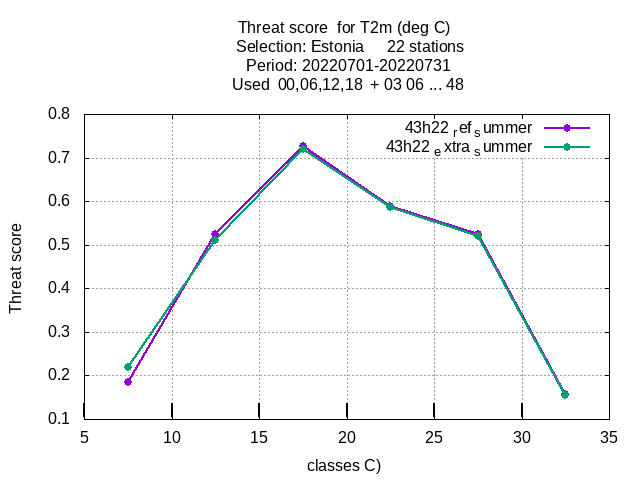 Threat score for T2m (deg C)
Selection: Estonia 22 stations
Period: 20220701-20220731
Used 00,06,12,18 + 03 06 ... 48
43h22 ref summer
43h22 extra summer
Threat score
0.8
0.7
0.6
0.5
0.4
0.3
0.2
0.1
5 10 15 20 25 30 35
classes C)